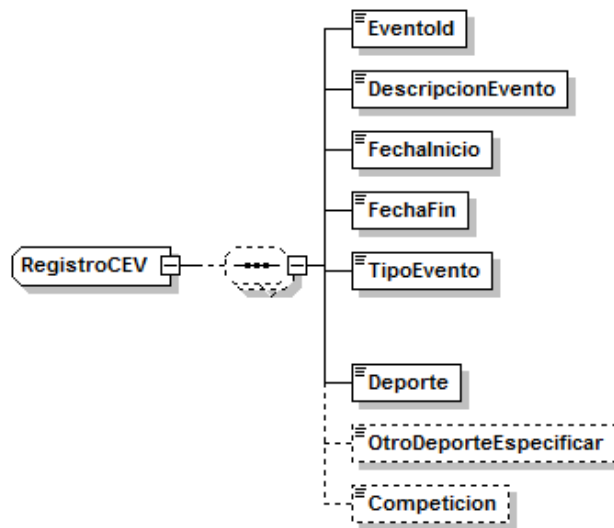 EventoId
DescripcionEvento
FechaInicio
FechaFin
RegistroCEV
TipoEvento
Deporte
OtroDeporteEspecificar
Competicion